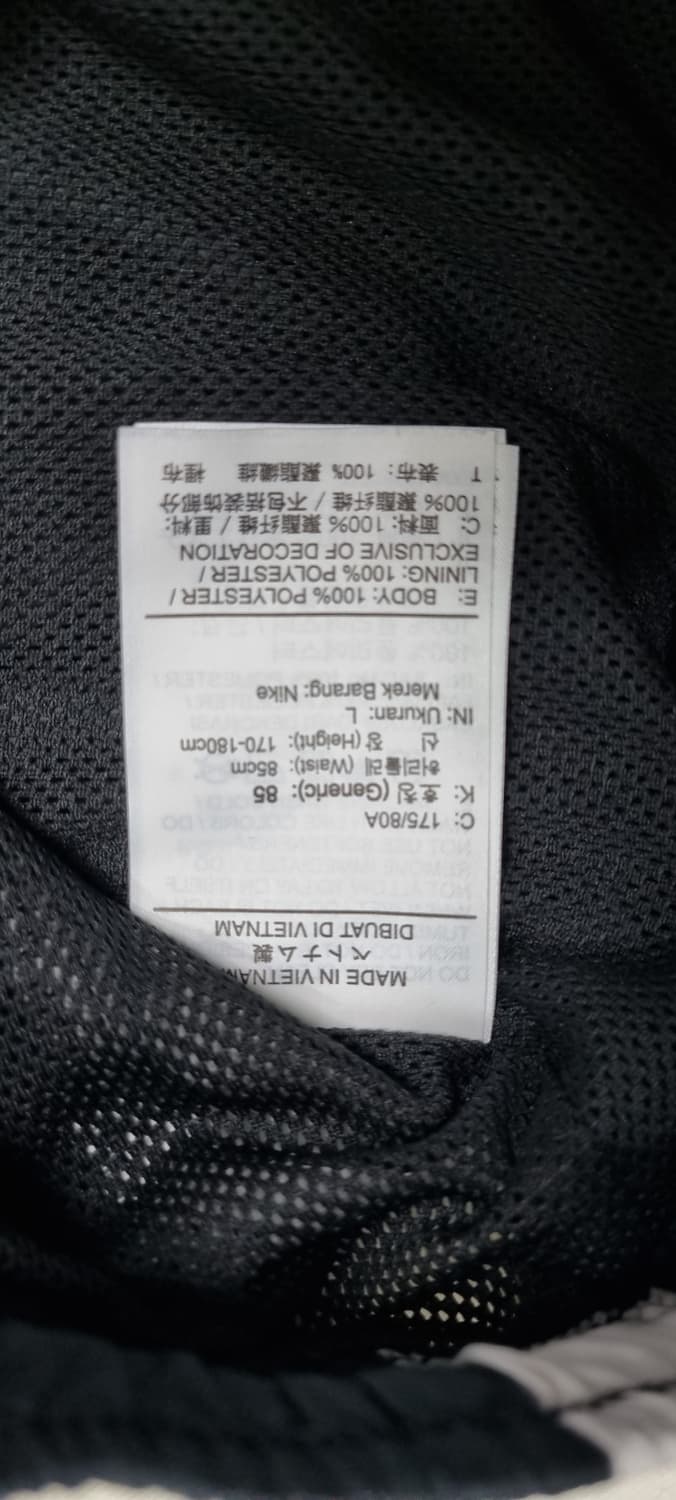 MADE IN VIETNAM
ベトナム製
DIBUAT DI VIETNAM
C: 175/80A
K: 호칭 (Generic): 85
허리둘레 (Waist): 85cm
신 장 (Height): 170-180cm
IN: Ukuran: L
Merek Barang: Nike
E: BODY: 100% POLYESTER /
LINING: 100% POLYESTER /
EXCLUSIVE OF DECORATION
C: 面料: 100% 聚酯纤维 / 里料:
100% 聚酯纤维 / 不包括装饰部分
T 表布: 100% 聚酯纖維 裡布